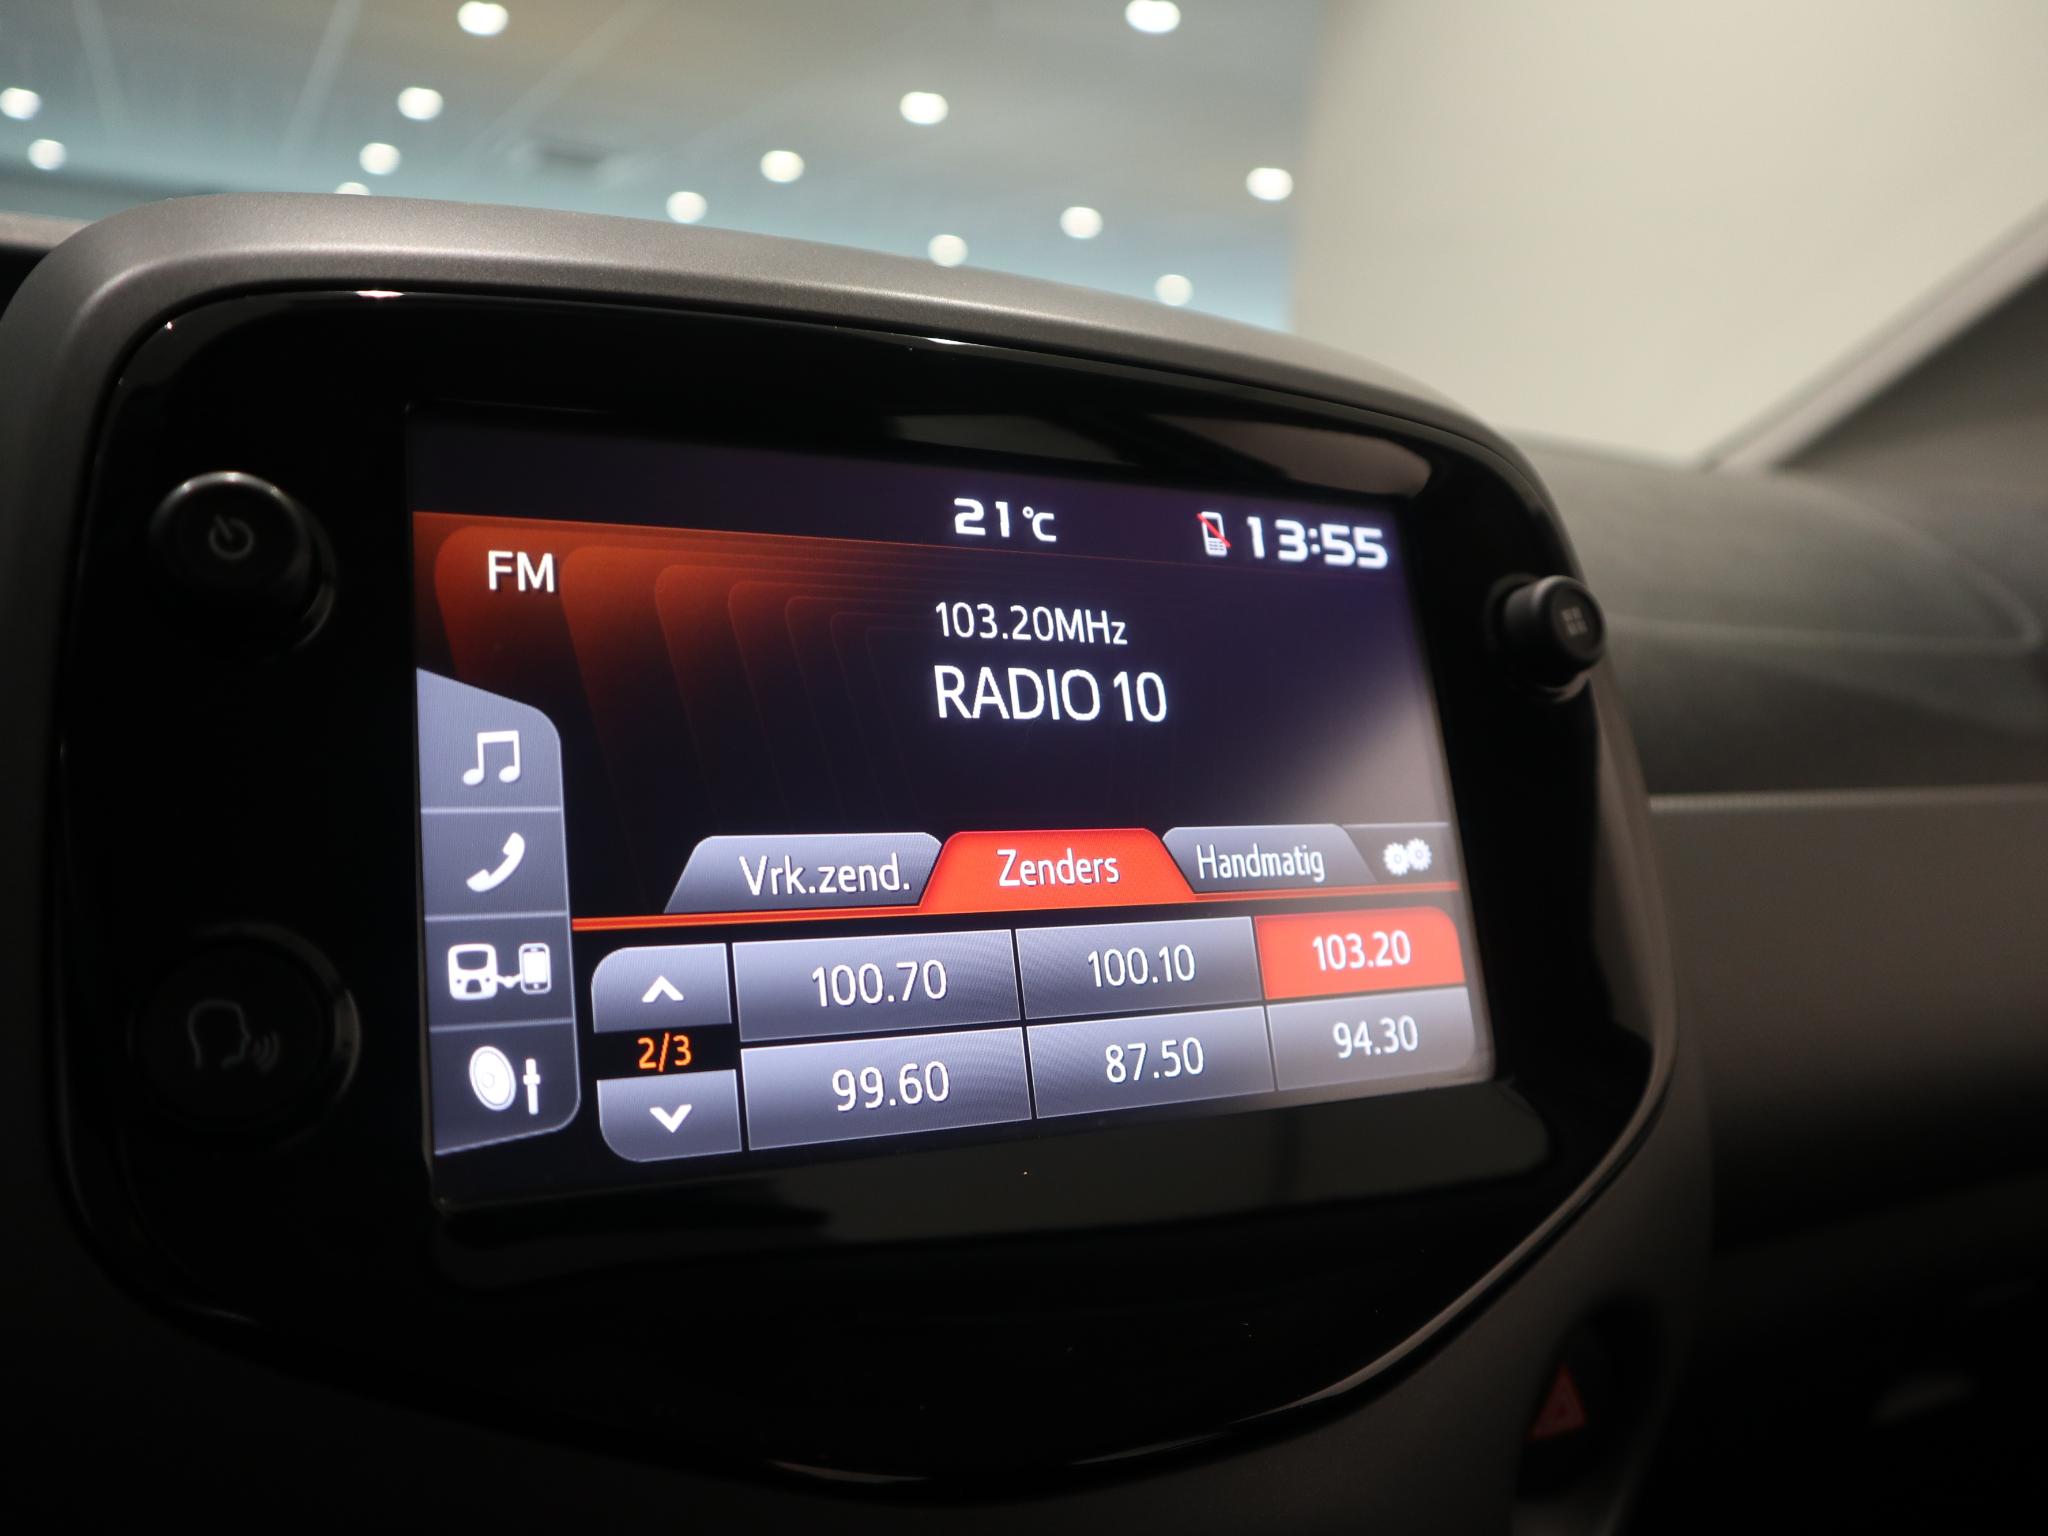 21°C
13:55
FM
103.20MHz
RADIO 10
Vrk.zend.
Zenders
Handmatig
100.70
100.10
103.20
2/3
99.60
87.50
94.30